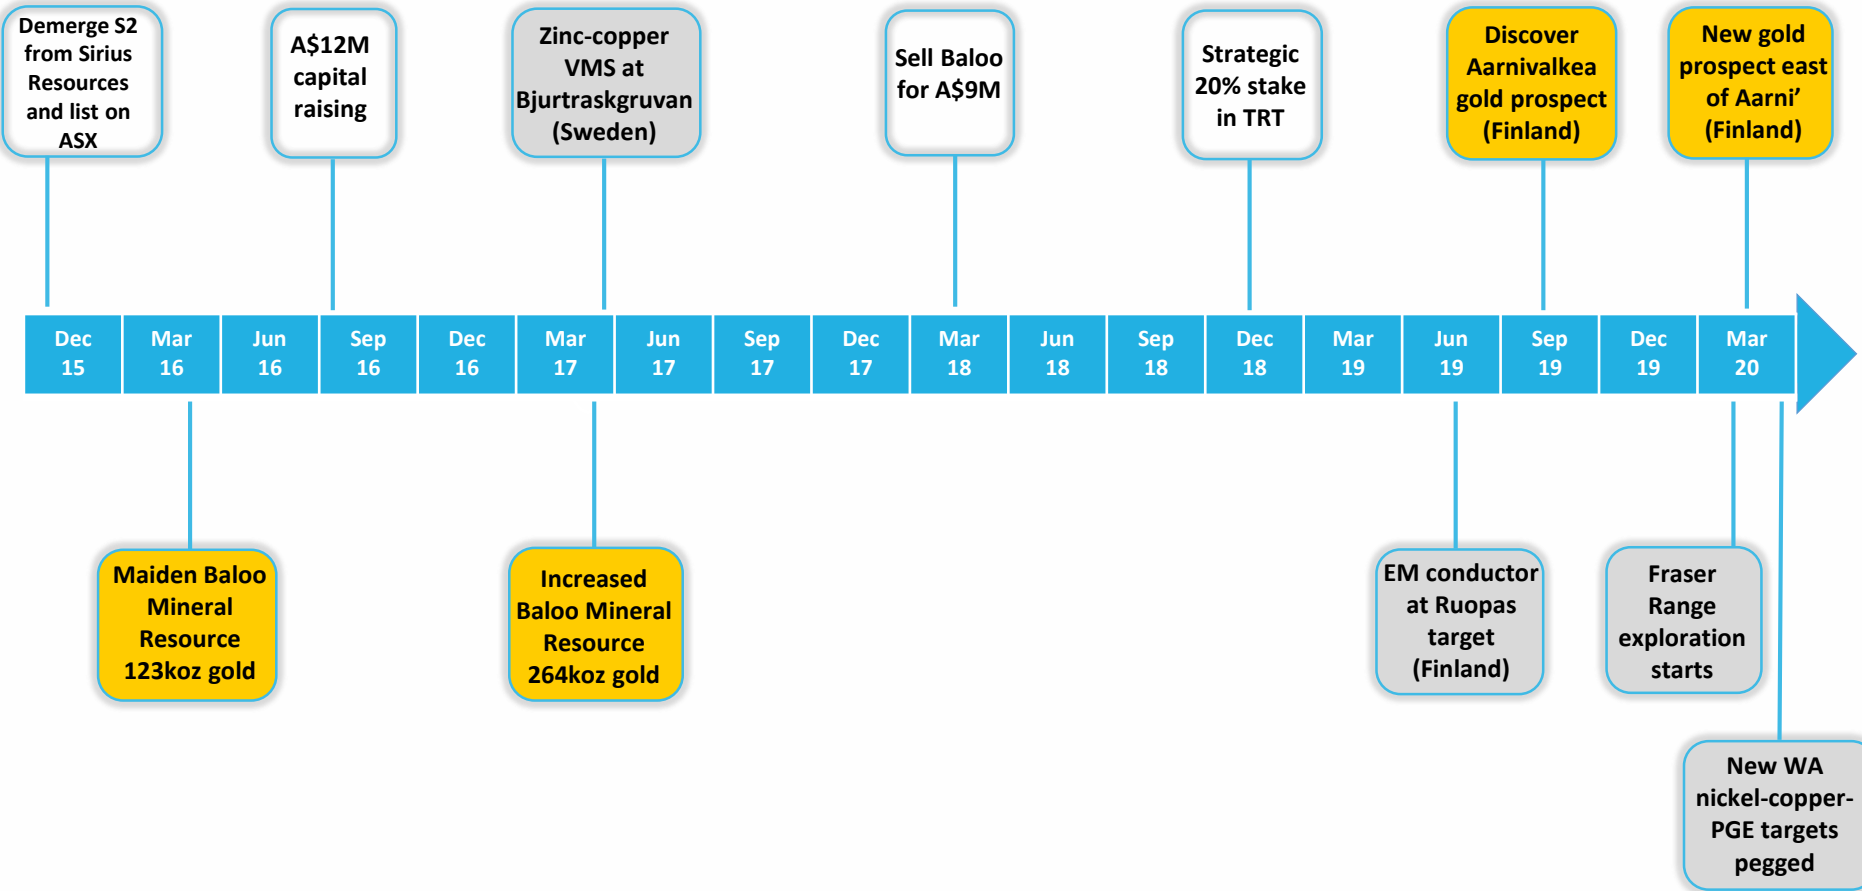 Demerge S2
from Sirius
Resources
and list on
ASX
A$12M
capital
raising
Zinc-copper
VMS at
Bjurtraskgruvan
(Sweden)
Sell Baloo
for A$9M
Strategic
20% stake
in TRT
Discover
Aarnivalkea
gold prospect
(Finland)
New gold
prospect east
of Aarni’
(Finland)
Dec
15
Mar
16
Jun
16
Sep
16
Dec
16
Mar
17
Jun
17
Sep
17
Dec
17
Mar
18
Jun
18
Sep
18
Dec
18
Mar
19
Jun
19
Sep
19
Dec
19
Mar
20
Maiden Baloo
Mineral
Resource
123koz gold
Increased
Baloo Mineral
Resource
264koz gold
EM conductor
at Ruopas
target
(Finland)
Fraser
Range
exploration
starts
New WA
nickel-copper-
PGE targets
pegged